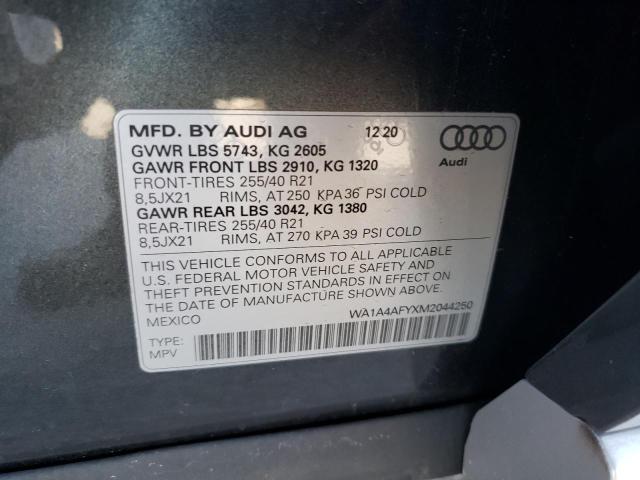 MFD. BY AUDI AG 12 20
GVWR LBS 5743, KG 2605
GAWR FRONT LBS 2910, KG 1320
FRONT-TIRES 255/40 R21
8,5JX21 RIMS, AT 250 KPA 36 PSI COLD
GAWR REAR LBS 3042, KG 1380
REAR-TIRES 255/40 R21
8,5JX21 RIMS, AT 270 KPA 39 PSI COLD
Audi
THIS VEHICLE CONFORMS TO ALL APPLICABLE
U.S. FEDERAL MOTOR VEHICLE SAFETY AND
THEFT PREVENTION STANDARDS IN EFFECT ON
THE DATE OF MANUFACTURE SHOWN ABOVE.
MEXICO
WA1A4AFYXM2044250
TYPE:
MPV